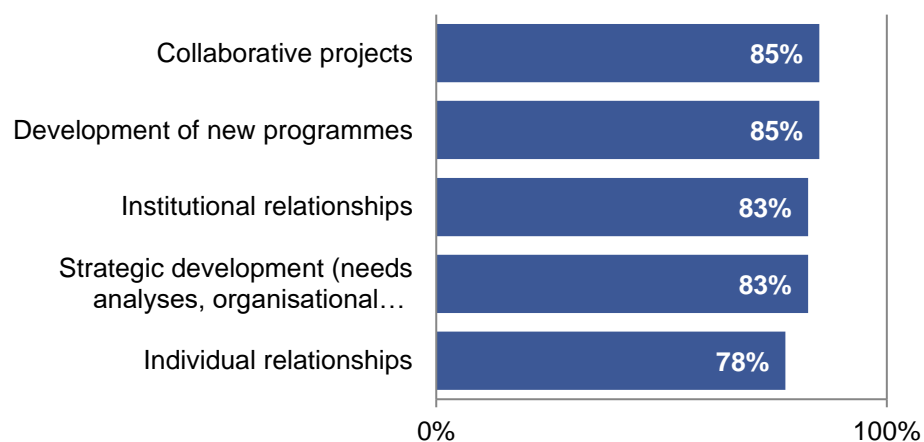 Collaborative projects
85%
Development of new programmes
85%
Institutional relationships
83%
Strategic development (needs
analyses, organisational…
83%
Individual relationships
78%
0%
100%